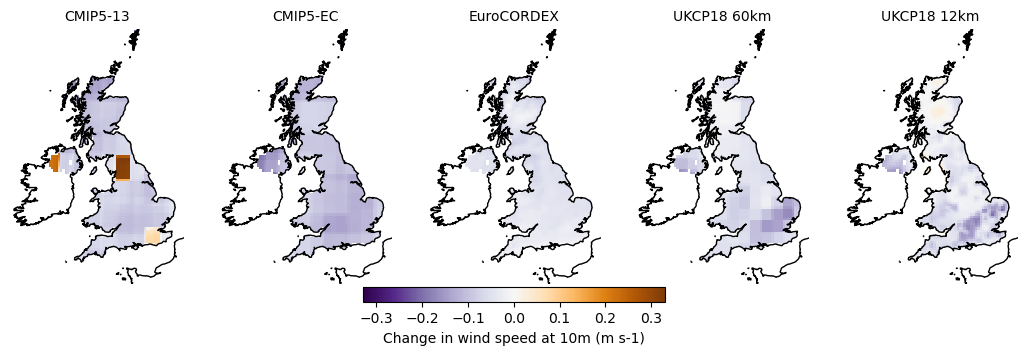 CMIP5-13 CMIP5-EC EuroCORDEX UKCP18 60km UKCP18 12km
−0.3 −0.2 −0.1 0.0 0.1 0.2 0.3
Change in wind speed at 10m (m s-1)